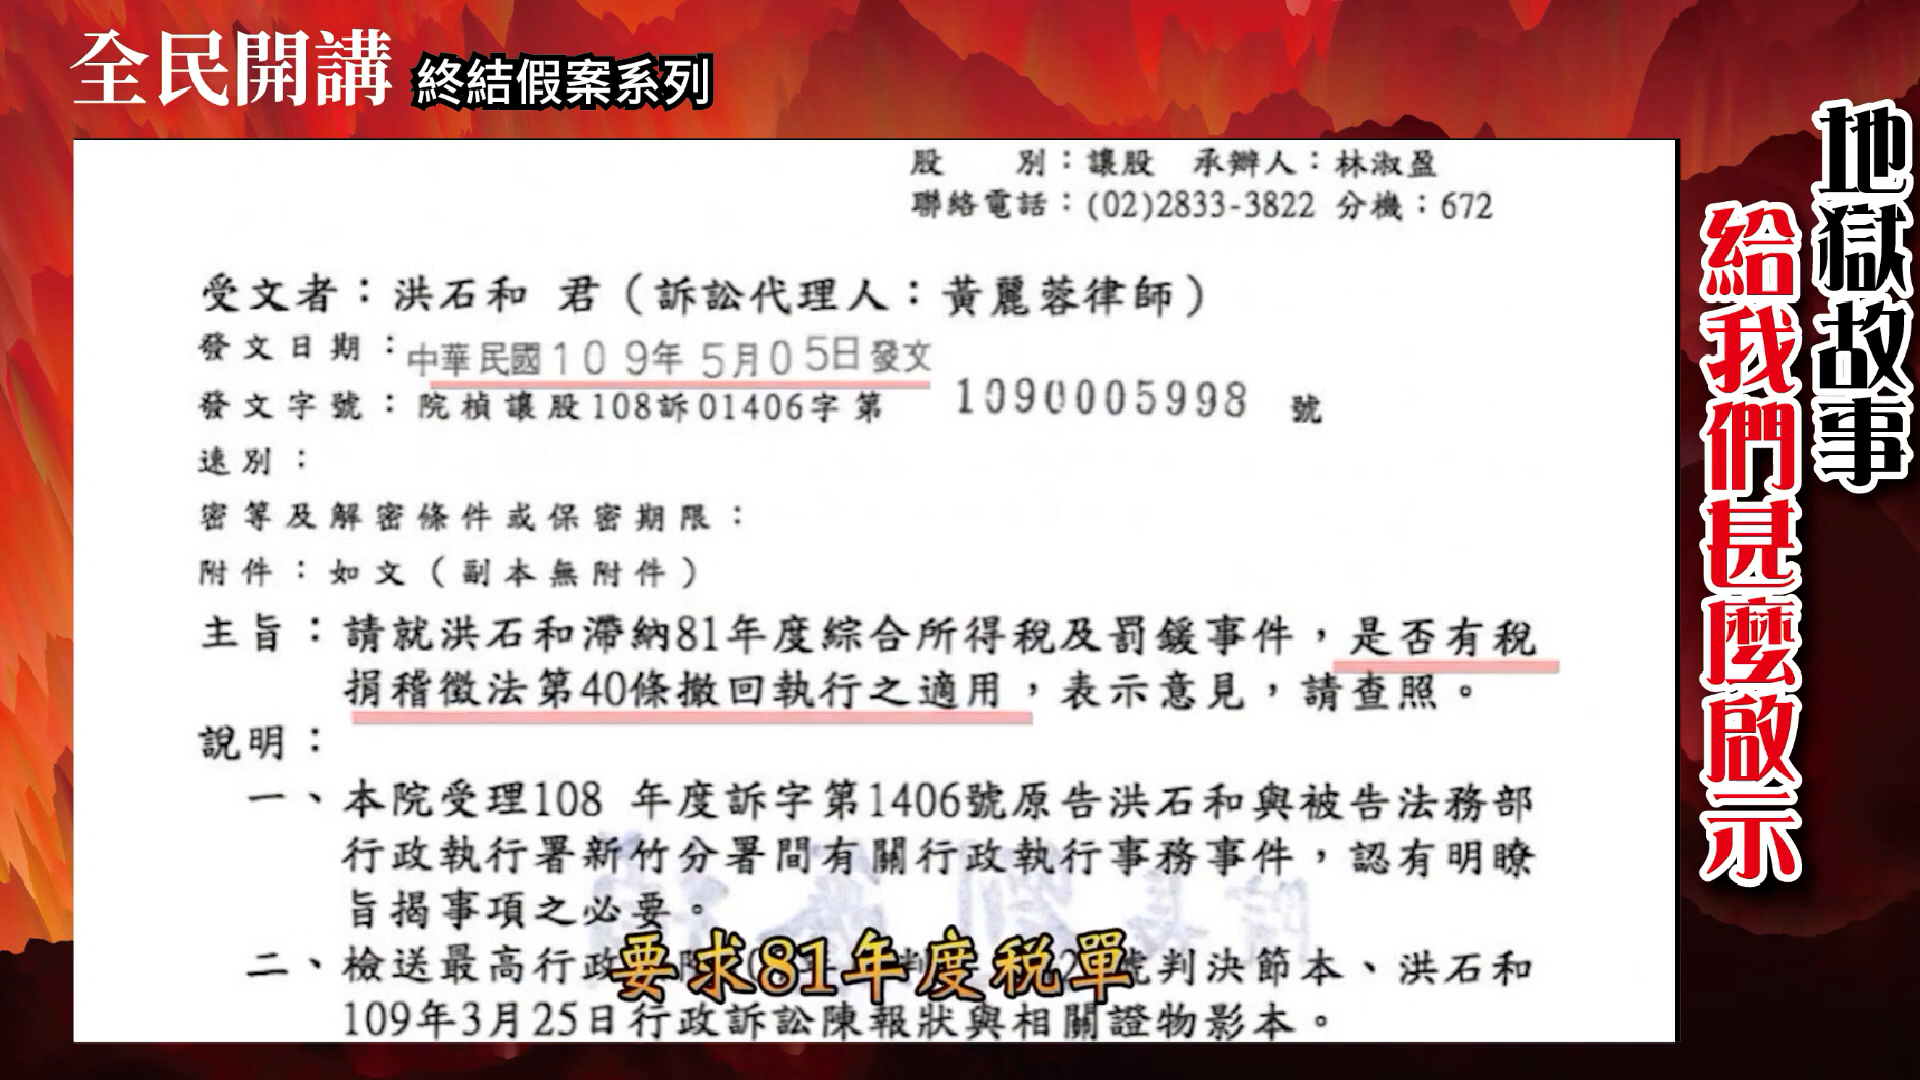 全民開講 終結假案系列
地獄故事
給我們甚麼啟示
股 別：讓股 承辦人：林淑盈
聯絡電話：(02)2833-3822 分機：672
受文者：洪石和 君（訴訟代理人：黃麗蓉律師）
發文日期：中華民國109年5月05日發文
發文字號：院楨讓股108訴01406字第 1090005998 號
速別：
密等及解密條件或保密期限：
附件：如文（副本無附件）
主旨：請就洪石和滯納81年度綜合所得稅及罰鍰事件，是否有稅
捐稽徵法第40條撤回執行之適用，表示意見，請查照。
說明：
一、本院受理108 年度訴字第1406號原告洪石和與被告法務部
行政執行署新竹分署間有關行政執行事務事件，認有明瞭
旨揭事項之必要。
二、檢送最高行政 號判決節本、洪石和
109年3月25日行政訴訟陳報狀與相關證物影本。
要求81年度稅單